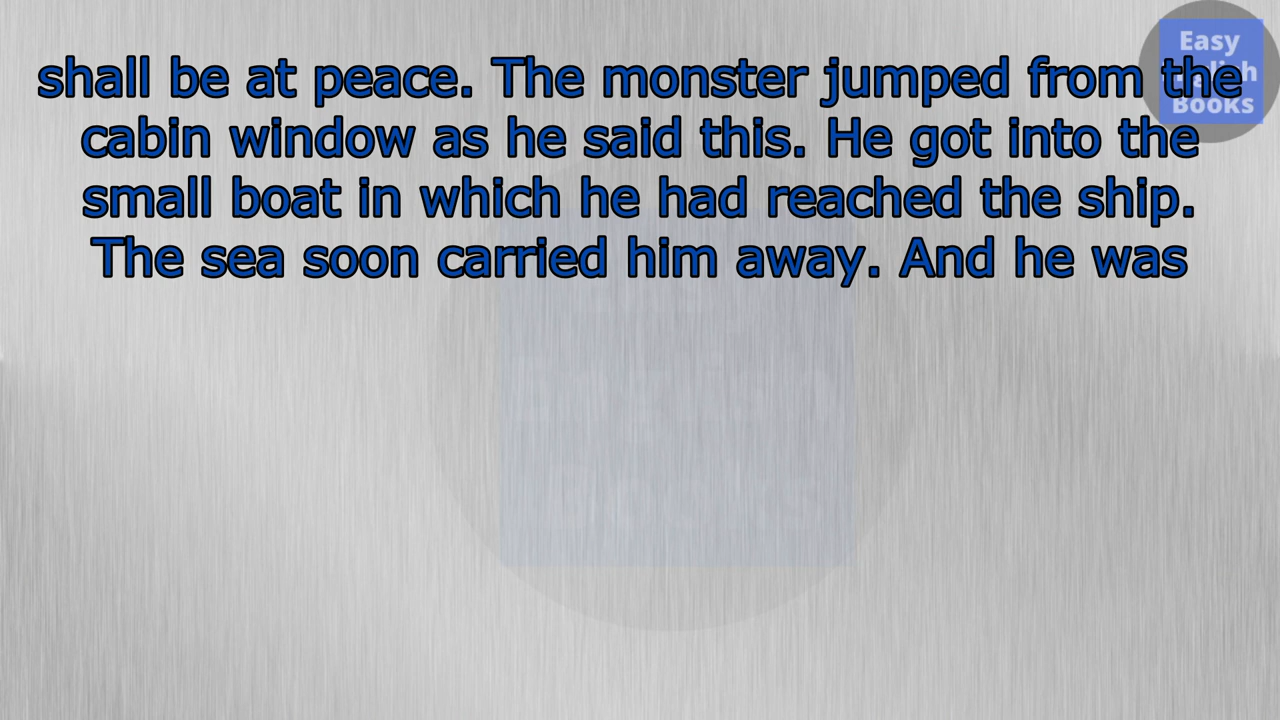 shall be at peace. The monster jumped from the
cabin window as he said this. He got into the
small boat in which he had reached the ship.
The sea soon carried him away. And he was
Easy
BOOKS